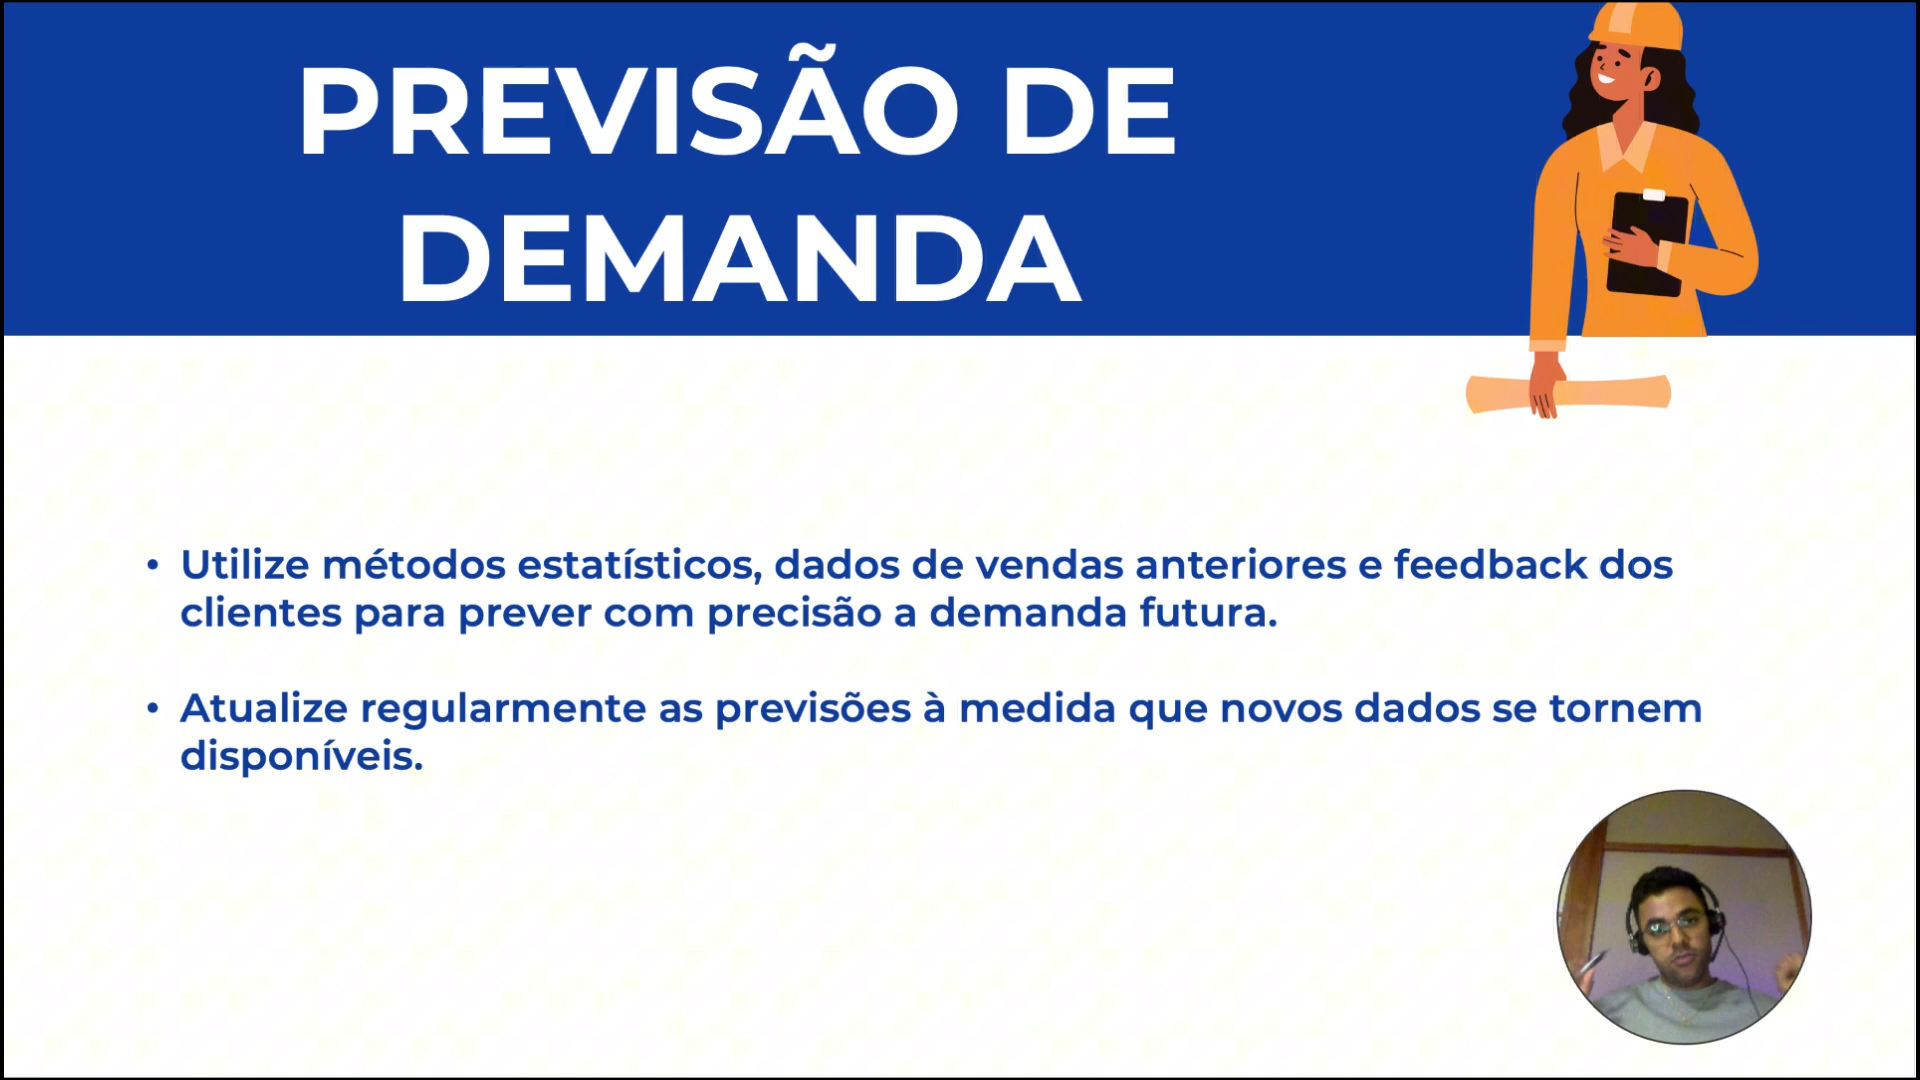 PREVISÃO DE
DEMANDA
• Utilize métodos estatísticos, dados de vendas anteriores e feedback dos
clientes para prever com precisão a demanda futura.
• Atualize regularmente as previsões à medida que novos dados se tornem
disponíveis.